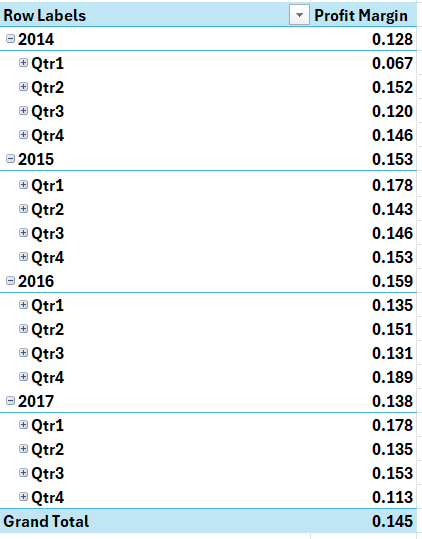 Row Labels Profit Margin
2014 0.128
Qtr1 0.067
Qtr2 0.152
Qtr3 0.120
Qtr4 0.146
2015 0.153
Qtr1 0.178
Qtr2 0.143
Qtr3 0.146
Qtr4 0.153
2016 0.159
Qtr1 0.135
Qtr2 0.151
Qtr3 0.131
Qtr4 0.189
2017 0.138
Qtr1 0.178
Qtr2 0.135
Qtr3 0.153
Qtr4 0.113
Grand Total 0.145